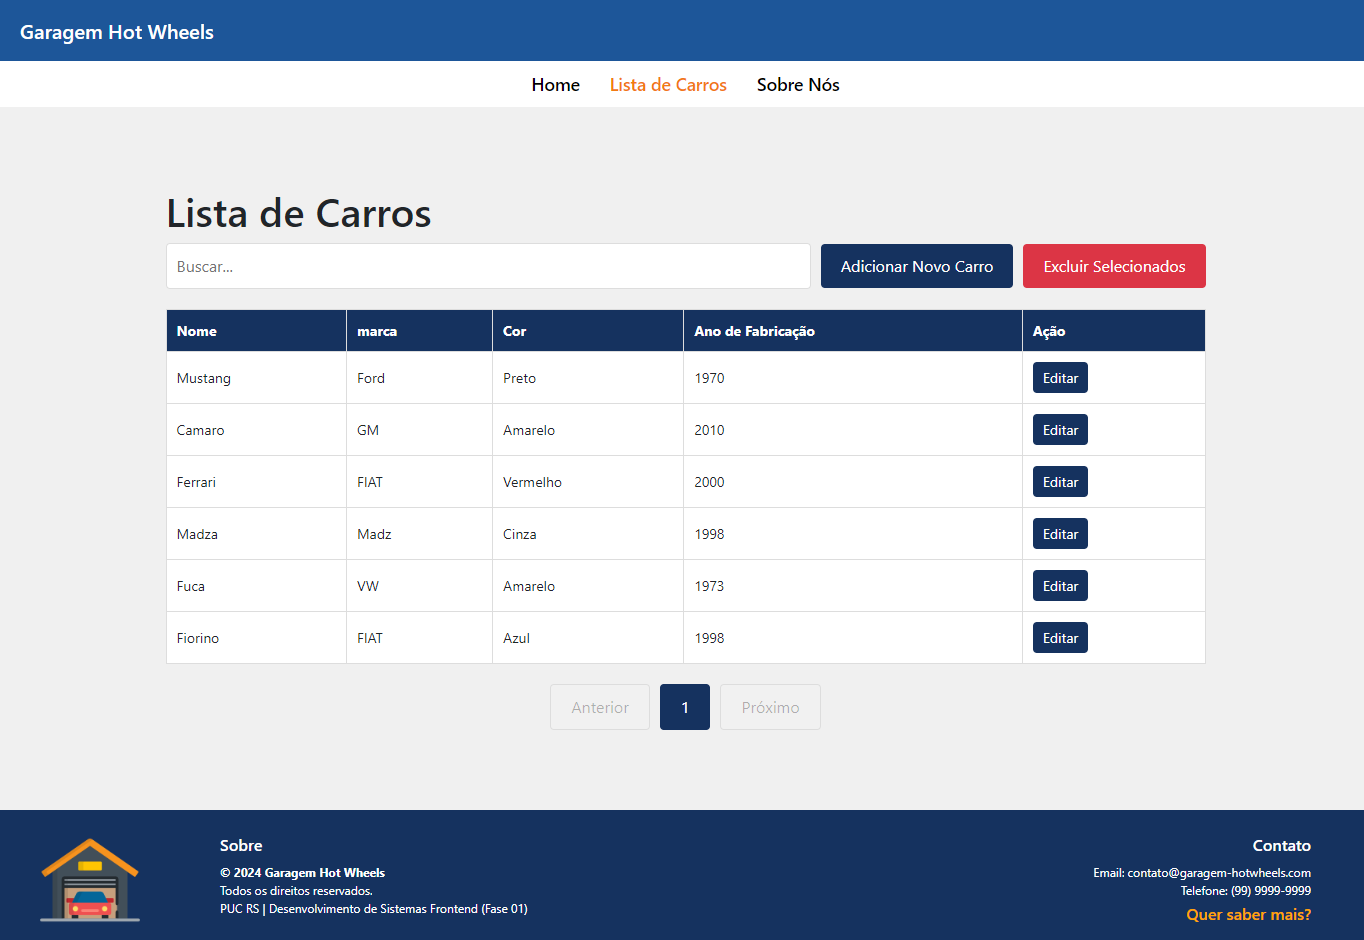 Garagem Hot Wheels
Home Lista de Carros Sobre Nós
Lista de Carros
Buscar... Adicionar Novo Carro Excluir Selecionados
Nome marca Cor Ano de Fabricação Ação
Mustang Ford Preto 1970 Editar
Camaro GM Amarelo 2010 Editar
Ferrari FIAT Vermelho 2000 Editar
Madza Madz Cinza 1998 Editar
Fuca VW Amarelo 1973 Editar
Fiorino FIAT Azul 1998 Editar
Anterior 1 Próximo
Sobre
© 2024 Garagem Hot Wheels
Todos os direitos reservados.
PUC RS | Desenvolvimento de Sistemas Frontend (Fase 01)
Contato
Email: contato@garagem-hotwheels.com
Telefone: (99) 9999-9999
Quer saber mais?